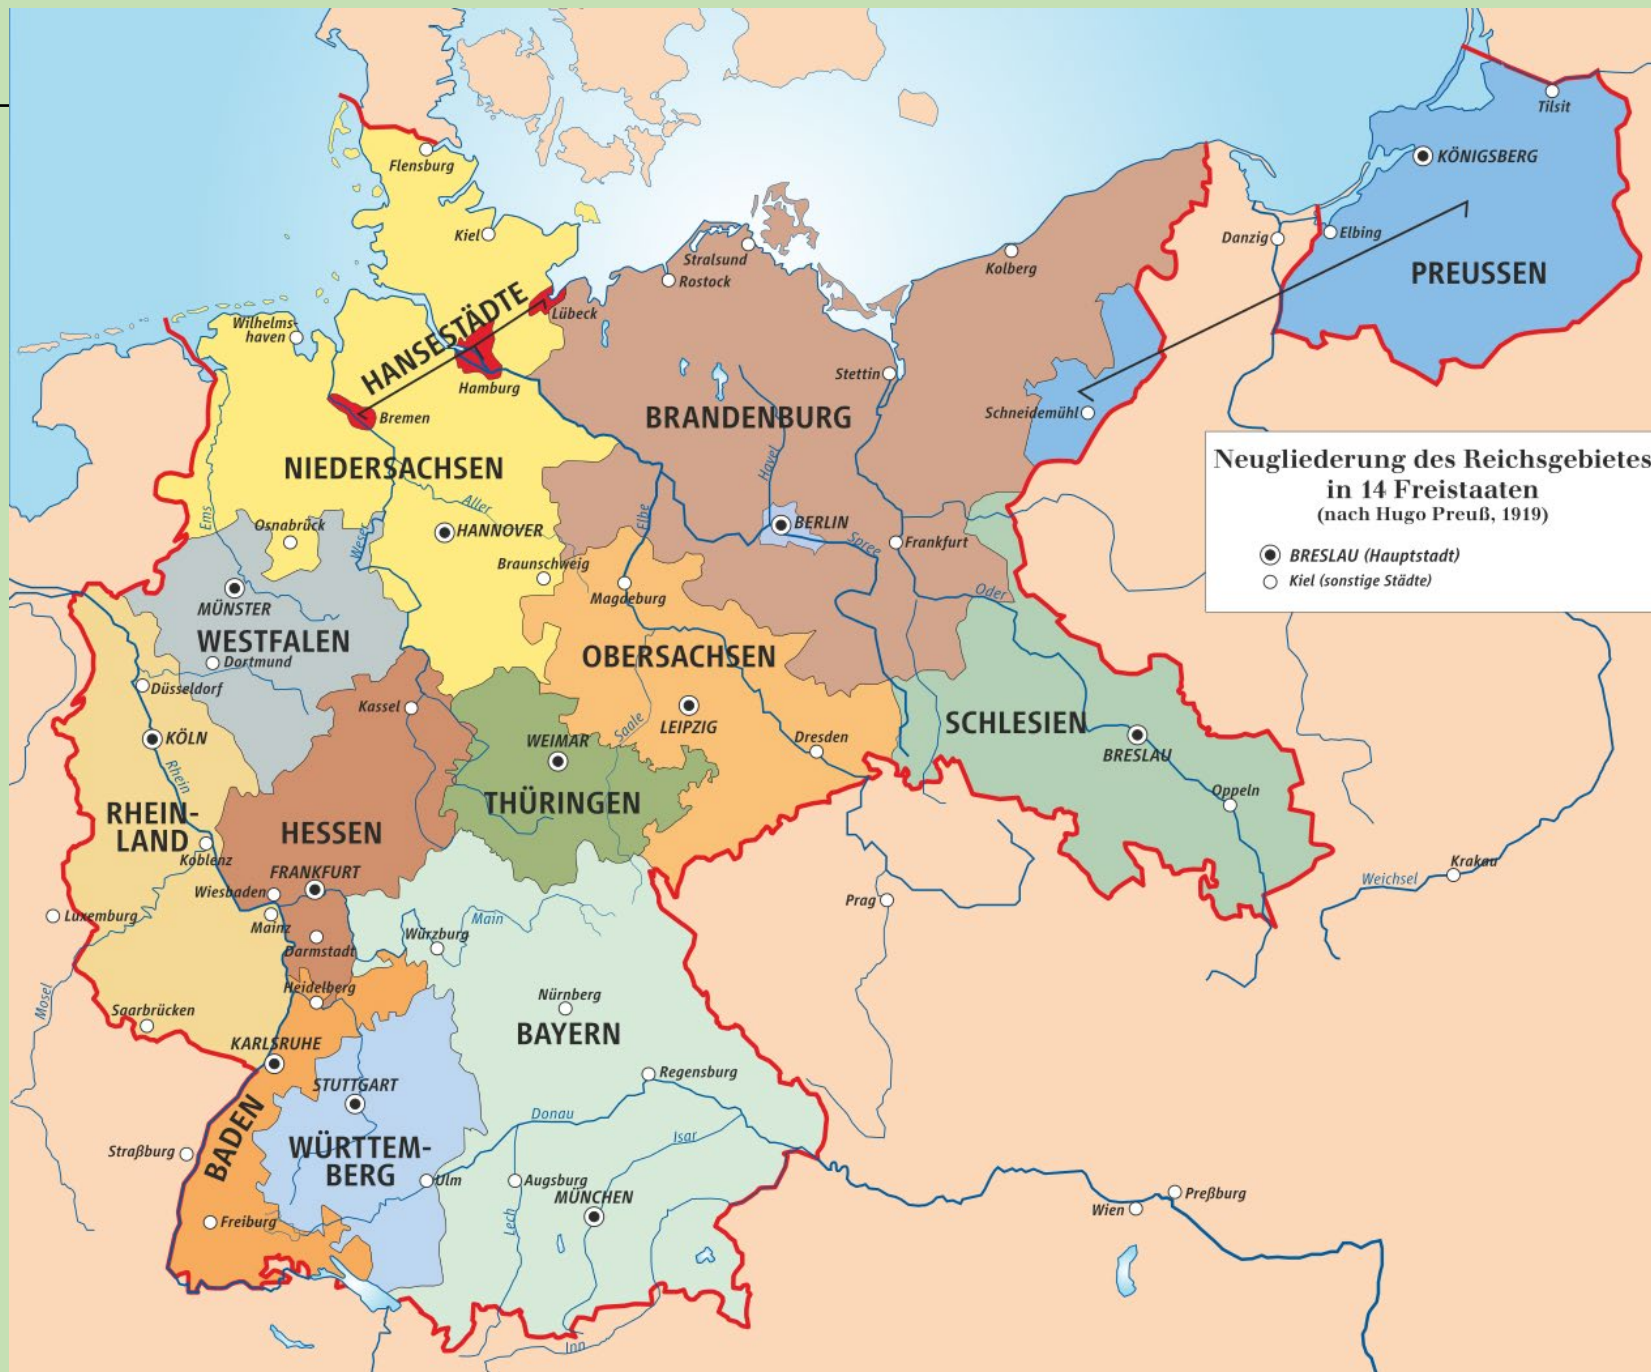 Tilsit
KÖNIGSBERG
Flensburg
Kiel
Danzig
Elbing
Stralsund
Kolberg
Rostock
PREUSSEN
HANSESTÄDTE
Lübeck
Wilhelms-
haven
Hamburg
Stettin
Bremen
BRANDENBURG
Schneidemühl
NIEDERSACHSEN
Havel
Neugliederung des Reichsgebietes
in 14 Freistaaten
(nach Hugo Preuß, 1919)
BRESLAU (Hauptstadt)
Kiel (sonstige Städte)
Ems
Aller
Elbe
Osnabrück
Weser
HANNOVER
BERLIN
Spree
Frankfurt
Braunschweig
Magdeburg
Oder
MÜNSTER
WESTFALEN
Dortmund
OBERSACHSEN
Düsseldorf
Kassel
KÖLN
Rhein
WEIMAR
Saale
LEIPZIG
Dresden
SCHLESIEN
BRESLAU
Oppeln
THÜRINGEN
RHEIN-
LAND
HESSEN
Koblenz
FRANKFURT
Wiesbaden
Krakau
Weichsel
Prag
Luxemburg
Mainz
Main
Würzburg
Darmstadt
Heidelberg
Mosel
Saarbrücken
Nürnberg
BAYERN
KARLSRUHE
STUTTGART
Regensburg
Donau
Isar
BADEN
WÜRTTEM-
BERG
Straßburg
Ulm
Augsburg
MÜNCHEN
Lech
Freiburg
Preßburg
Wien
Inn